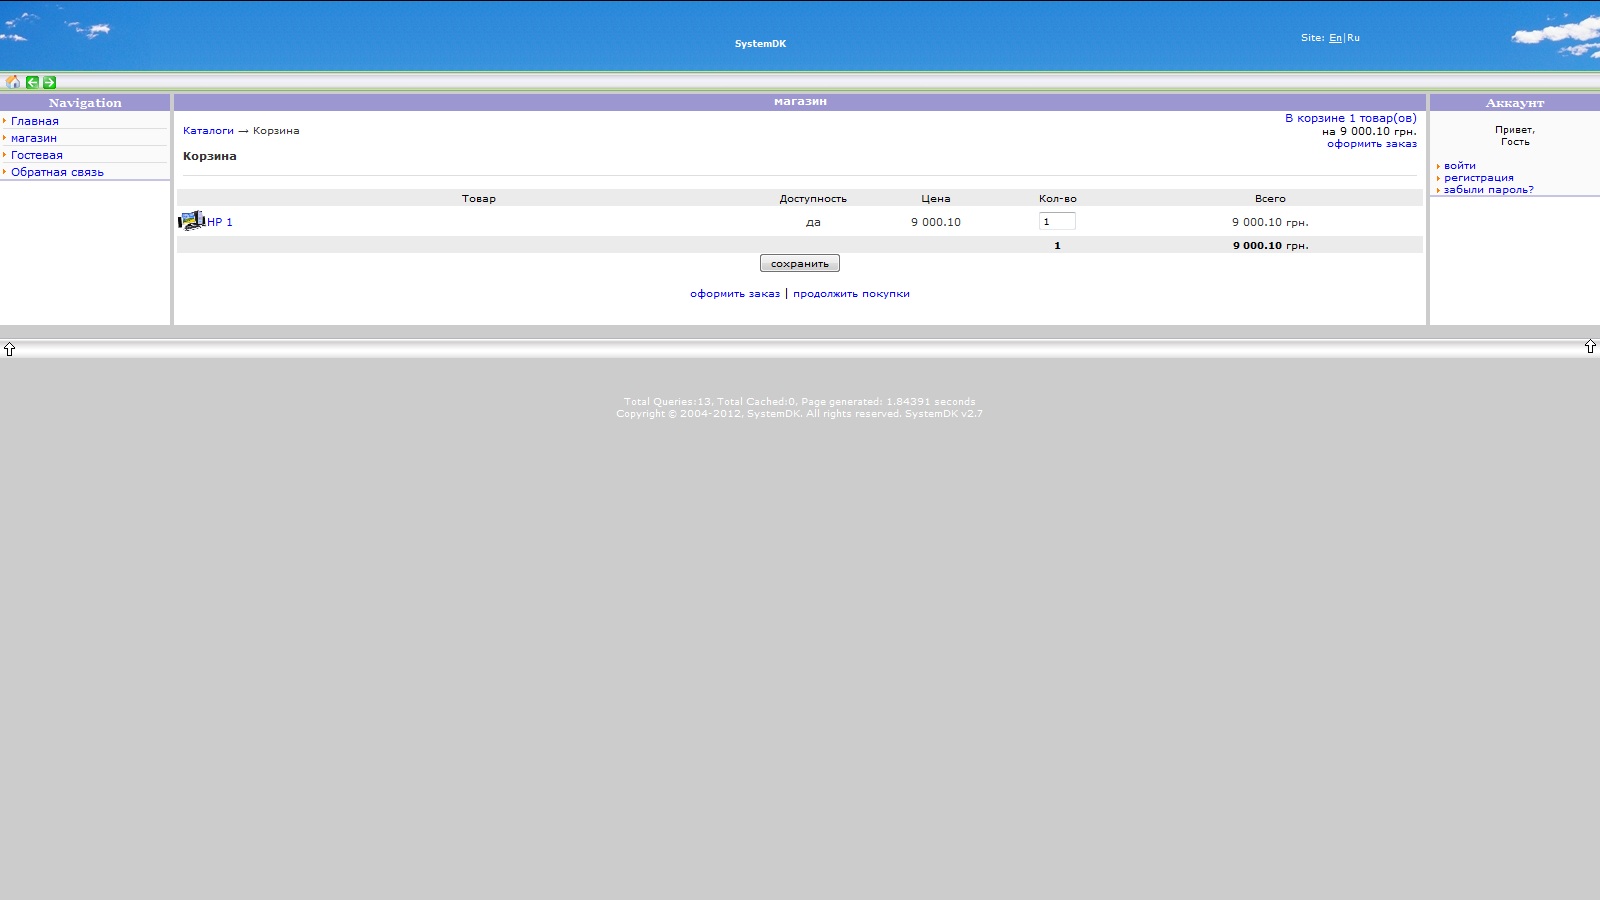 SystemDK
Site: En|Ru
Navigation
Главная
магазин
Гостевая
Обратная связь
магазин
Каталоги → Корзина
В корзине 1 товар(ов)
на 9 000.10 грн.
оформить заказ
Корзина
Товар Доступность Цена Кол-во Всего
HP 1 да 9 000.10 1 9 000.10 грн.
1 9 000.10 грн.
сохранить
оформить заказ | продолжить покупки
Аккаунт
Привет,
Гость
войти
регистрация
забыли пароль?
Total Queries:13, Total Cached:0, Page generated: 1.84391 seconds
Copyright © 2004-2012, SystemDK. All rights reserved. SystemDK v2.7